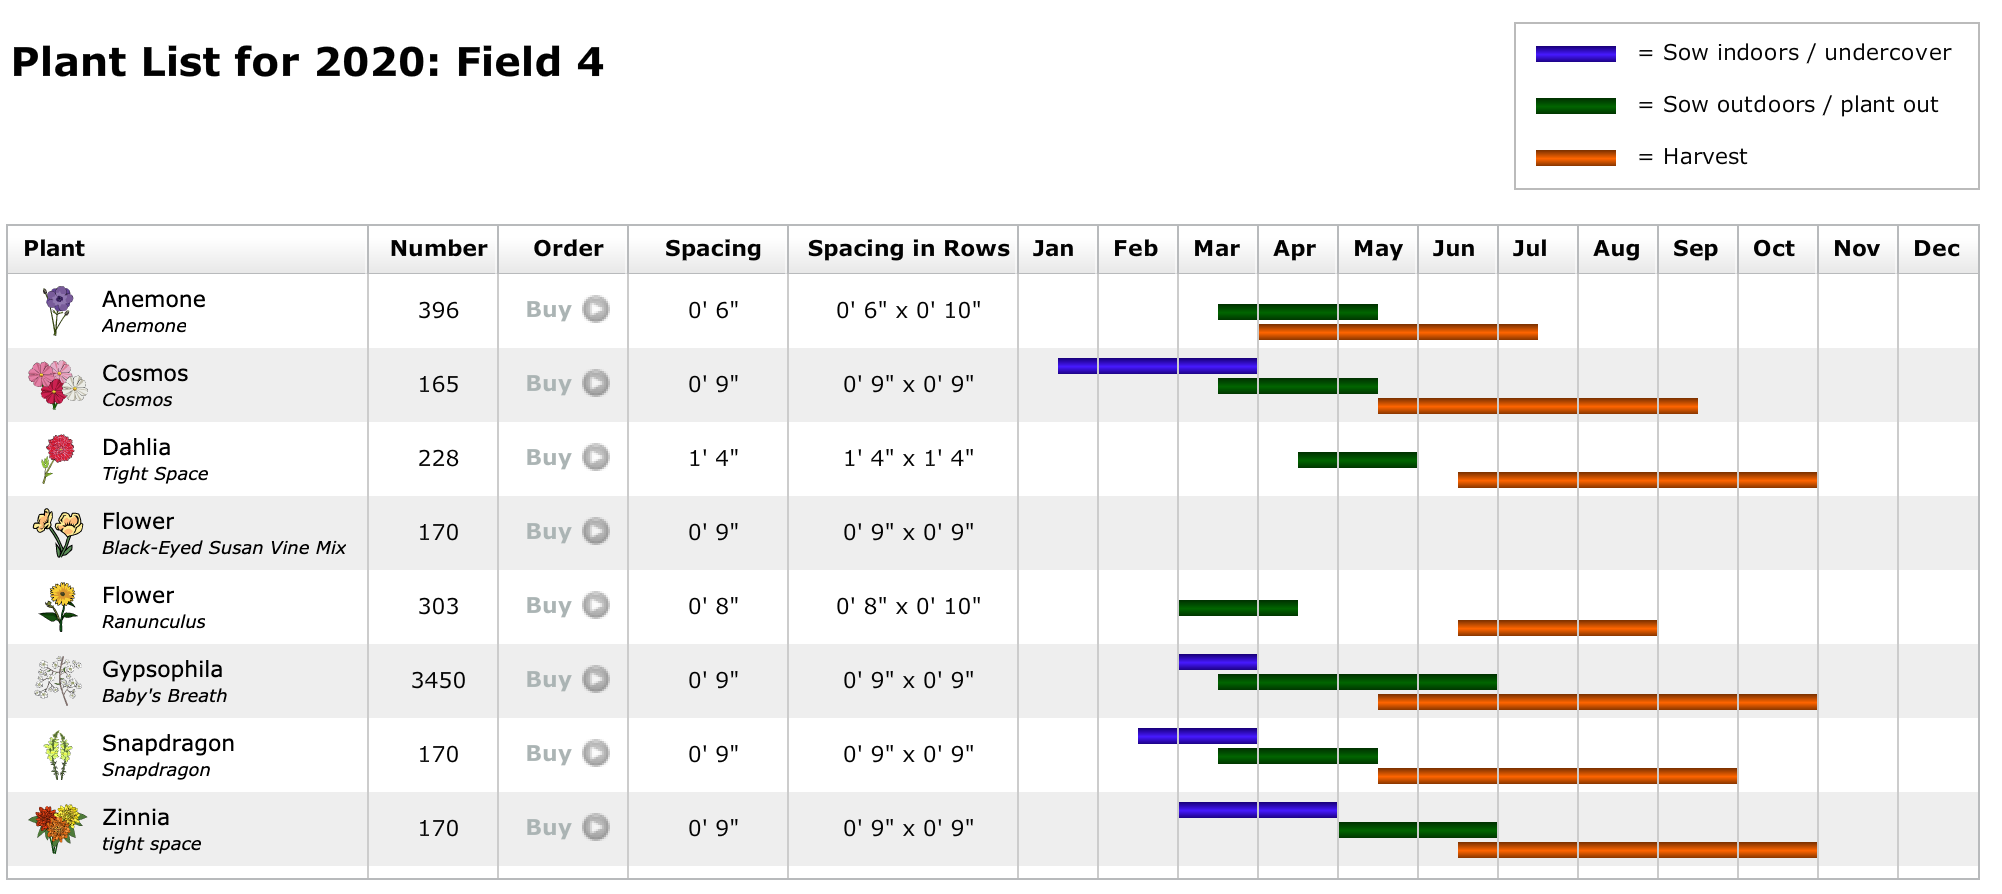 Plant List for 2020: Field 4
= Sow indoors / undercover
= Sow outdoors / plant out
= Harvest
Plant Number Order Spacing Spacing in Rows Jan Feb Mar Apr May Jun Jul Aug Sep Oct Nov Dec
Anemone
Anemone
396 Buy 0' 6" 0' 6" x 0' 10"
Cosmos
Cosmos
165 Buy 0' 9" 0' 9" x 0' 9"
Dahlia
Tight Space
228 Buy 1' 4" 1' 4" x 1' 4"
Flower
Black-Eyed Susan Vine Mix
170 Buy 0' 9" 0' 9" x 0' 9"
Flower
Ranunculus
303 Buy 0' 8" 0' 8" x 0' 10"
Gypsophila
Baby's Breath
3450 Buy 0' 9" 0' 9" x 0' 9"
Snapdragon
Snapdragon
170 Buy 0' 9" 0' 9" x 0' 9"
Zinnia
tight space
170 Buy 0' 9" 0' 9" x 0' 9"